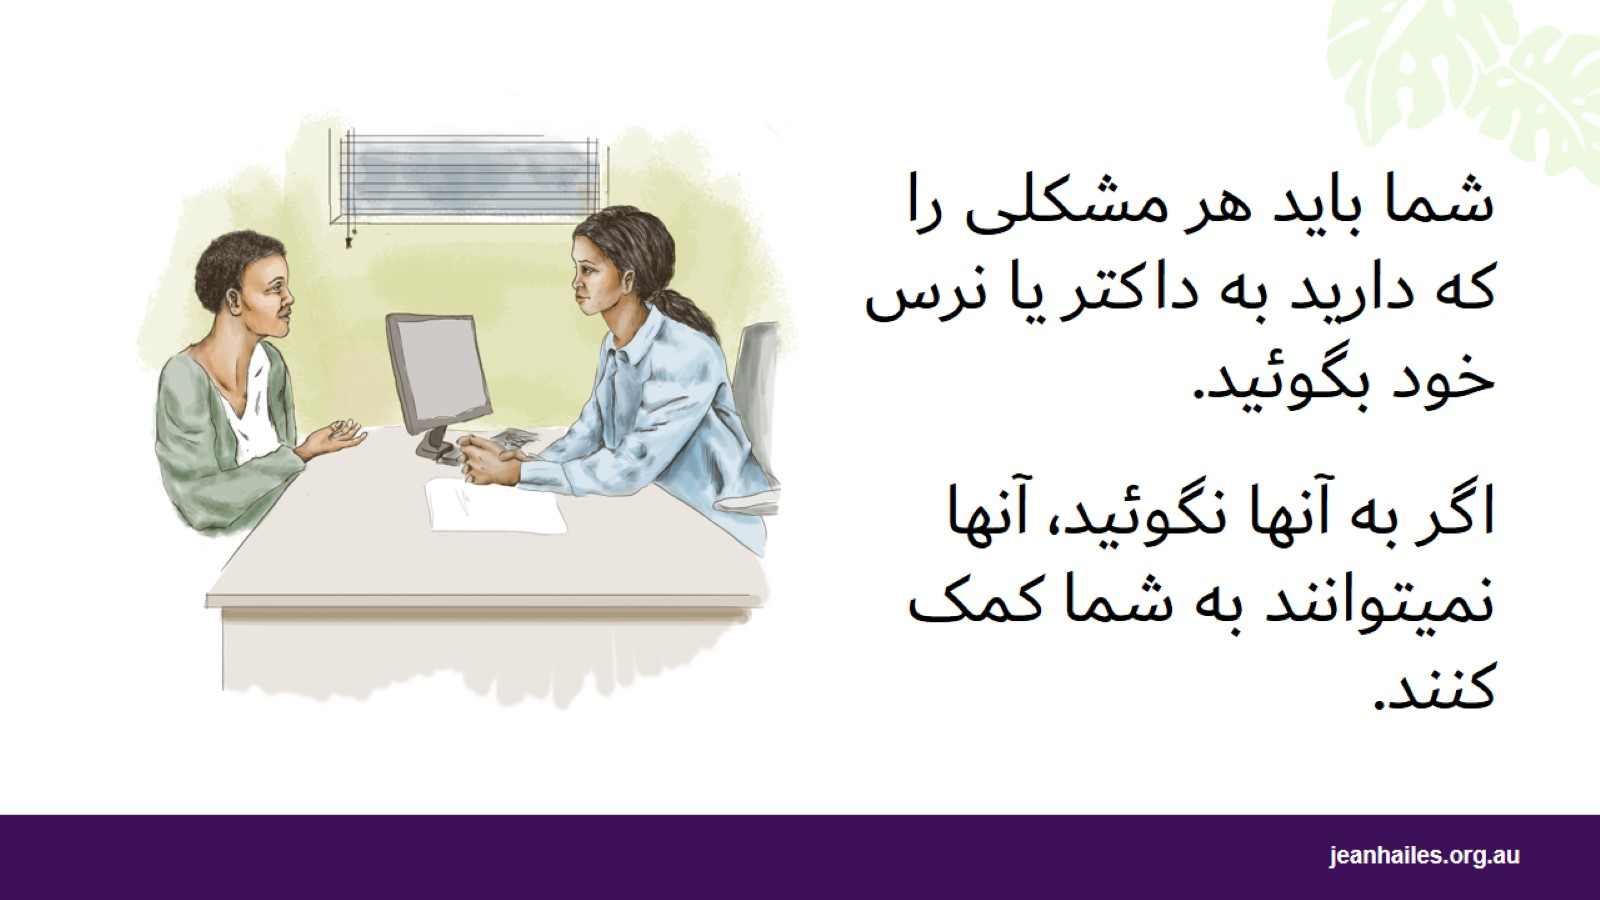 شما باید هر مشکلی را
که دارید به داکتر یا نرس
خود بگوئید.
اگر به آنها نگوئید، آنها
نمیتوانند به شما کمک
کنند.
jeanhailes.org.au